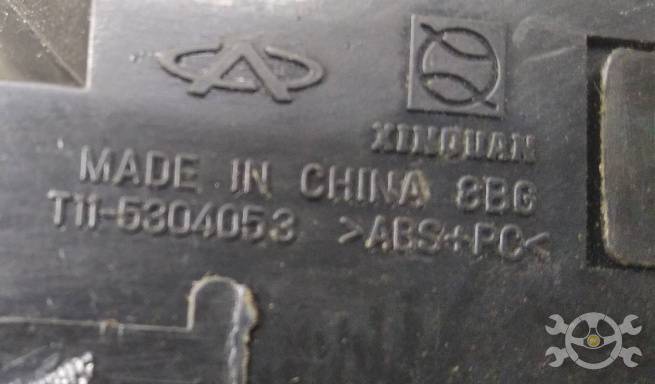 XINQUAN
MADE IN CHINA 8BG
T11-5304053 >ABS+PC<